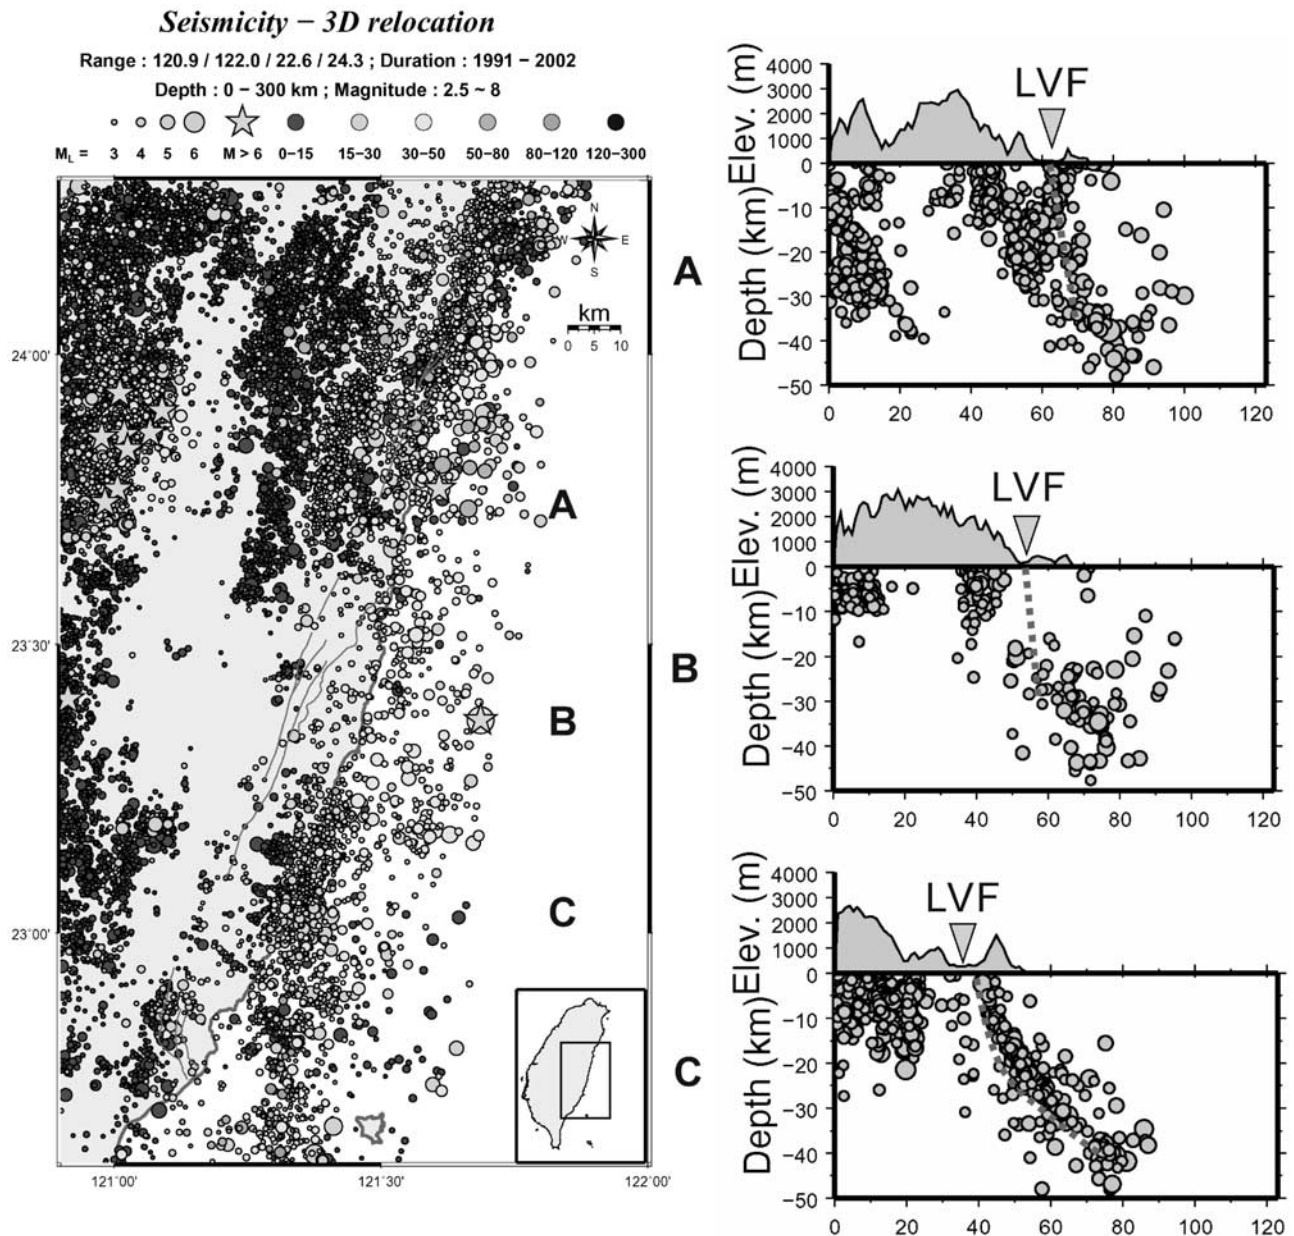 Seismicity − 3D relocation
Range : 120.9 / 122.0 / 22.6 / 24.3 ; Duration : 1991 − 2002
Depth : 0 − 300 km ; Magnitude : 2.5 ~ 8
M_L = 3 4 5 6 M > 6 0−15 15−30 30−50 50−80 80−120 120−300
N
W E
S
km
0 5 10
24˚00'
23˚30'
23˚00'
121˚00' 121˚30' 122˚00'
A
B
C
A
LVF
Elev. (m)
4000
3000
2000
1000
0
Depth (km)
−10
−20
−30
−40
−50
0 20 40 60 80 100 120
B
LVF
Elev. (m)
4000
3000
2000
1000
0
Depth (km)
−10
−20
−30
−40
−50
0 20 40 60 80 100 120
C
LVF
Elev. (m)
4000
3000
2000
1000
0
Depth (km)
−10
−20
−30
−40
−50
0 20 40 60 80 100 120